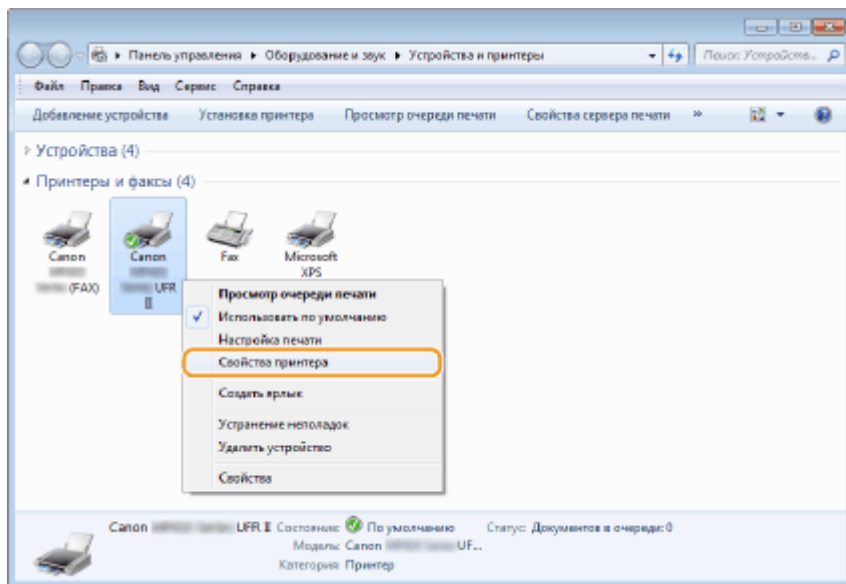 Панель управления ▸ Оборудование и звук ▸ Устройства и принтеры
Поиск: Устройств...
Файл Правка Вид Сервис Справка
Добавление устройства Установка принтера Просмотр очереди печати Свойства сервера печати »
Устройства (4)
Принтеры и факсы (4)
Canon
(FAX)
Canon
UFR
II
Fax
Microsoft
XPS
Просмотр очереди печати
Использовать по умолчанию
Настройка печати
Свойства принтера
Создать ярлык
Устранение неполадок
Удалить устройство
Свойства
Canon UFR II Состояние: По умолчанию Статус: Документов в очереди: 0
Модель: Canon UF...
Категория: Принтер